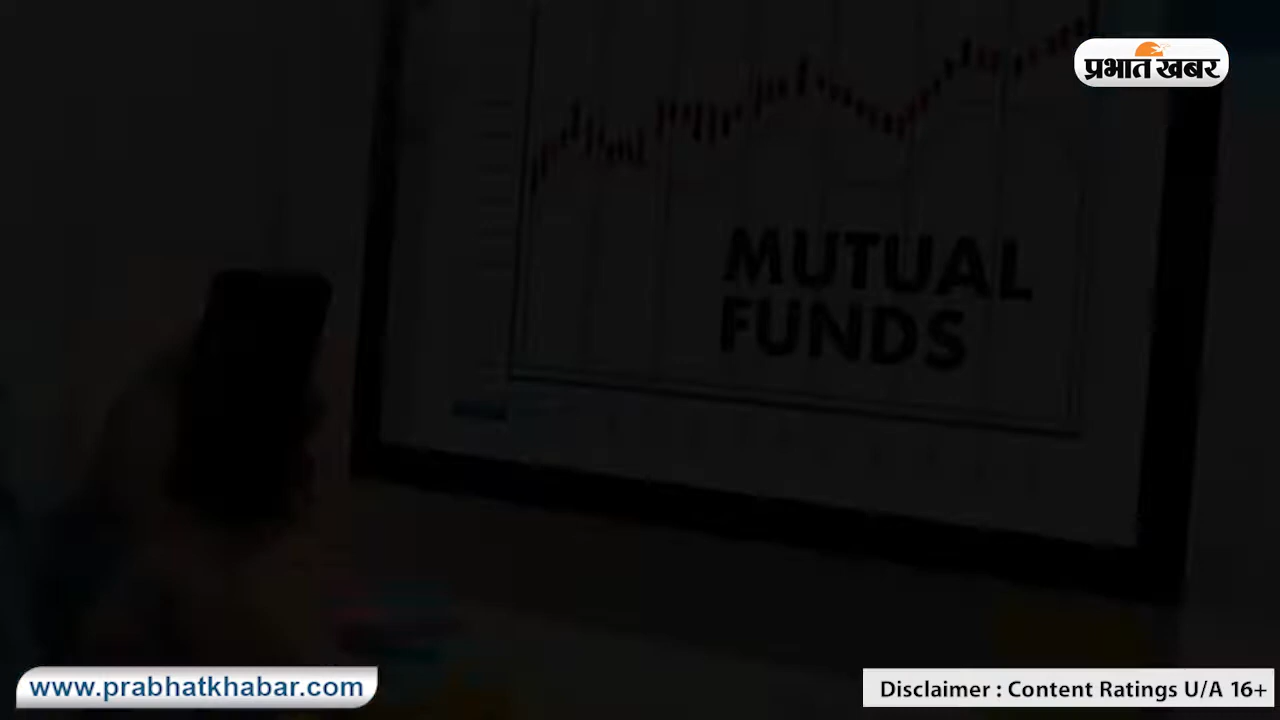 प्रभात खबर
MUTUAL
FUNDS
www.prabhatkhabar.com
Disclaimer : Content Ratings U/A 16+